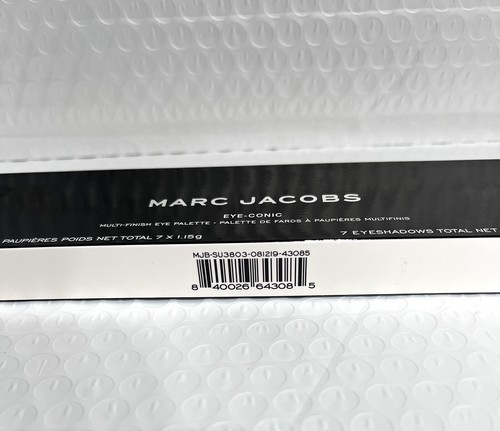 MARC JACOBS
EYE-CONIC
MULTI-FINISH EYE PALETTE - PALETTE DE FARDS À PAUPIÈRES MULTIFINIS
PAUPIÈRES POIDS NET TOTAL 7 X 1.15g
7 EYESHADOWS TOTAL NET
MJB-SU3803-081219-43085
8 40026 64308 5